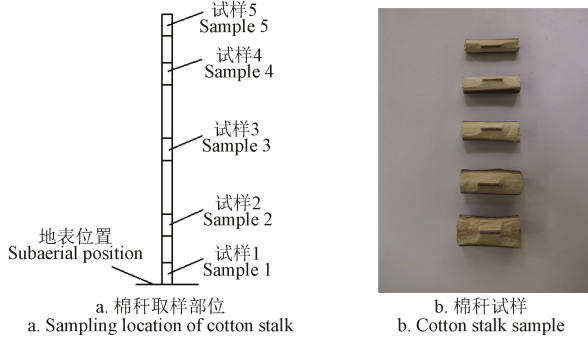 试样5
Sample 5
试样4
Sample 4
试样3
Sample 3
试样2
Sample 2
地表位置
Subaerial position
试样1
Sample 1
a. 棉秆取样部位
a. Sampling location of cotton stalk
b. 棉秆试样
b. Cotton stalk sample